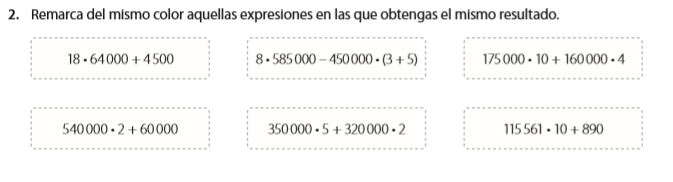 2. Remarca del mismo color aquellas expresiones en las que obtengas el mismo resultado.
18 • 64 000 + 4 500
8 • 585 000 – 450 000 • (3 + 5)
175 000 • 10 + 160 000 • 4
540 000 • 2 + 60 000
350 000 • 5 + 320 000 • 2
115 561 • 10 + 890